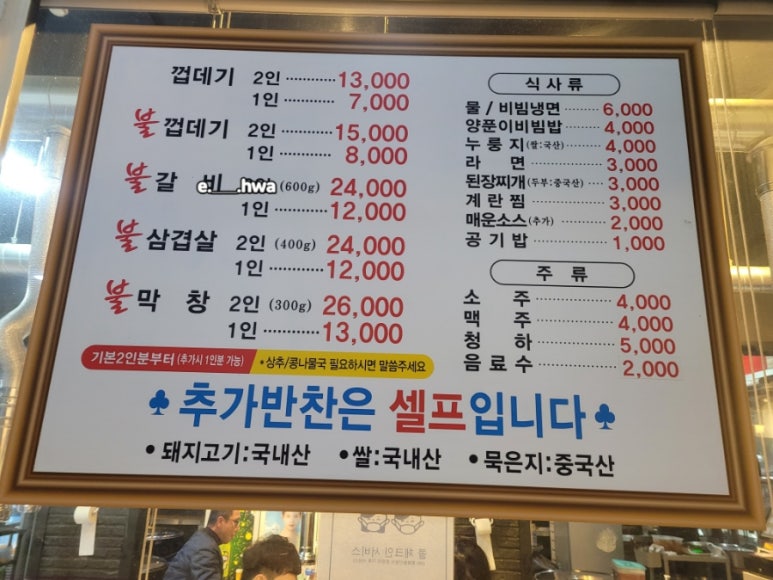 껍데기 2인 ············ 13,000
1인 ············ 7,000
불껍데기 2인 ········ 15,000
1인 ·········· 8,000
불갈 비 (600g) 24,000
e:____.hwa
1인 ·········· 12,000
불삼겹살 2인 (400g) 24,000
1인 ·········· 12,000
불막 창 2인 (300g) 26,000
1인 ·········· 13,000
기본2인분부터 (추가시 1인분 가능)
* 상추/콩나물국 필요하시면 말씀주세요
식 사 류
물 / 비빔냉면 ········ 6,000
양푼이비빔밥 ········ 4,000
누 룽 지(쌀:국산) ······ 4,000
라 면 ················ 3,000
된장찌개(두부:중국산) ·· 3,000
계 란 찜 ············ 3,000
매운소스(추가) ······ 2,000
공 기 밥 ············ 1,000
주 류
소 주 ············ 4,000
맥 주 ············ 4,000
청 하 ············ 5,000
음 료 수 ············ 2,000
♣ 추가반찬은 셀프입니다 ♣
• 돼지고기:국내산 • 쌀:국내산 • 묵은지:중국산
콜 체크인 서비스